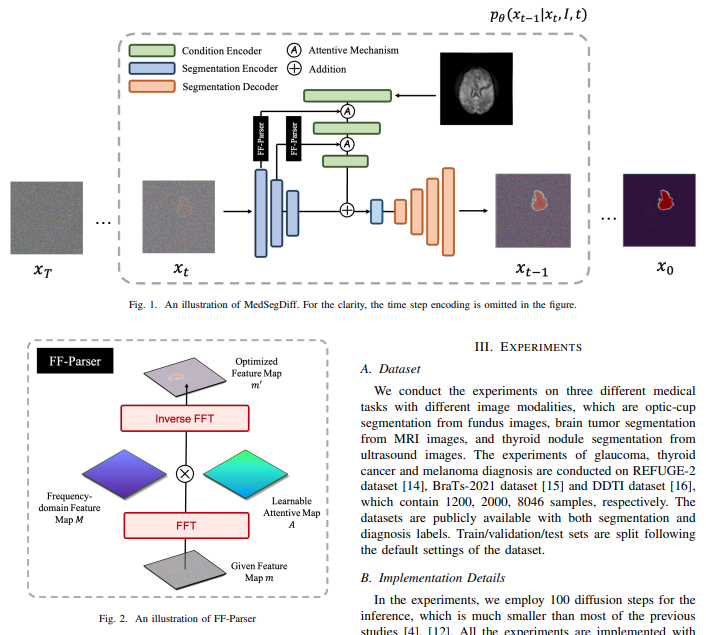 pθ(xt−1|xt, I, t)
Condition Encoder
Segmentation Encoder
Segmentation Decoder
A Attentive Mechanism
+ Addition
FF-Parser
FF-Parser
A
A
...
...
xT
xt
xt−1
x0
Fig. 1. An illustration of MedSegDiff. For the clarity, the time step encoding is omitted in the figure.
FF-Parser
Optimized
Feature Map
m′
Inverse FFT
×
Frequency-
domain Feature
Map M
Learnable
Attentive Map
A
FFT
Given Feature
Map m
Fig. 2. An illustration of FF-Parser
III. EXPERIMENTS
A. Dataset
We conduct the experiments on three different medical
tasks with different image modalities, which are optic-cup
segmentation from fundus images, brain tumor segmentation
from MRI images, and thyroid nodule segmentation from
ultrasound images. The experiments of glaucoma, thyroid
cancer and melanoma diagnosis are conducted on REFUGE-2
dataset [14], BraTs-2021 dataset [15] and DDTI dataset [16],
which contain 1200, 2000, 8046 samples, respectively. The
datasets are publicly available with both segmentation and
diagnosis labels. Train/validation/test sets are split following
the default settings of the dataset.
B. Implementation Details
In the experiments, we employ 100 diffusion steps for the
inference, which is much smaller than most of the previous
studies [4], [12]. All the experiments are implemented with